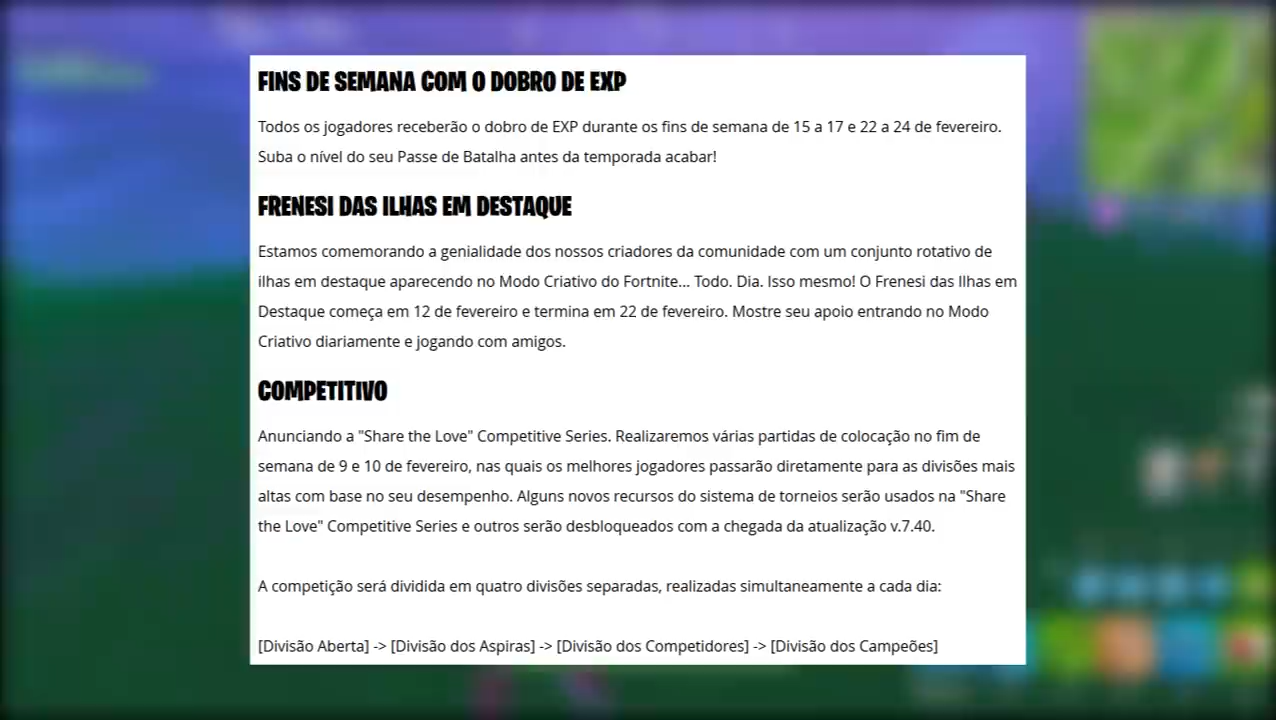 FINS DE SEMANA COM O DOBRO DE EXP
Todos os jogadores receberão o dobro de EXP durante os fins de semana de 15 a 17 e 22 a 24 de fevereiro.
Suba o nível do seu Passe de Batalha antes da temporada acabar!
FRENESI DAS ILHAS EM DESTAQUE
Estamos comemorando a genialidade dos nossos criadores da comunidade com um conjunto rotativo de
ilhas em destaque aparecendo no Modo Criativo do Fortnite... Todo. Dia. Isso mesmo! O Frenesi das Ilhas em
Destaque começa em 12 de fevereiro e termina em 22 de fevereiro. Mostre seu apoio entrando no Modo
Criativo diariamente e jogando com amigos.
COMPETITIVO
Anunciando a "Share the Love" Competitive Series. Realizaremos várias partidas de colocação no fim de
semana de 9 e 10 de fevereiro, nas quais os melhores jogadores passarão diretamente para as divisões mais
altas com base no seu desempenho. Alguns novos recursos do sistema de torneios serão usados na "Share
the Love" Competitive Series e outros serão desbloqueados com a chegada da atualização v.7.40.
A competição será dividida em quatro divisões separadas, realizadas simultaneamente a cada dia:
[Divisão Aberta] -> [Divisão dos Aspiras] -> [Divisão dos Competidores] -> [Divisão dos Campeões]